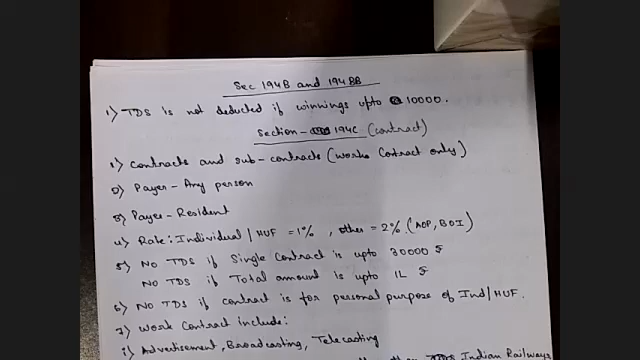 Sec 194B and 194BB
1) TDS is not deducted if winnings upto 10000.
Section - 194C (contract)
1) Contracts and sub-contracts (Works Contract only)
2) Payer - Any person
3) Payer - Resident
4) Rate: Individual / HUF = 1% , other = 2% (AOP, BOI)
5) NO TDS if Single Contract is upto 30000 ₹
NO TDS if Total amount is upto 1L ₹
6) NO TDS if contract is for personal purpose of Ind/HUF.
7) Work Contract include:
i) Advertisement, Broadcasting, Telecasting
other than Indian Railways